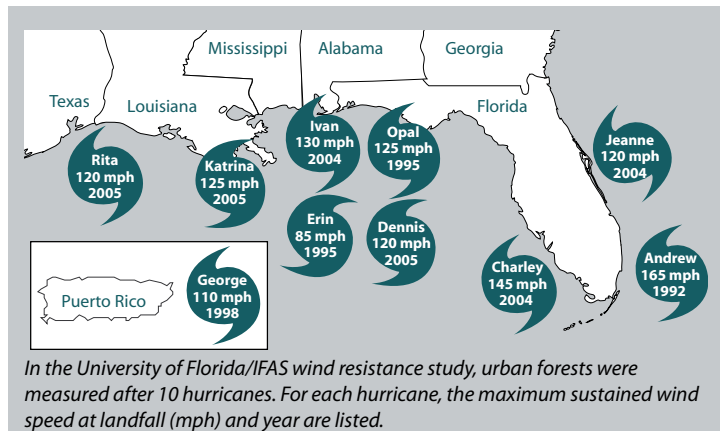 Mississippi
Alabama
Georgia
Texas
Louisiana
Florida
Rita
120 mph
2005
Katrina
125 mph
2005
Ivan
130 mph
2004
Opal
125 mph
1995
Jeanne
120 mph
2004
Erin
85 mph
1995
Dennis
120 mph
2005
Charley
145 mph
2004
Andrew
165 mph
1992
Puerto Rico
George
110 mph
1998
In the University of Florida/IFAS wind resistance study, urban forests were
measured after 10 hurricanes. For each hurricane, the maximum sustained wind
speed at landfall (mph) and year are listed.